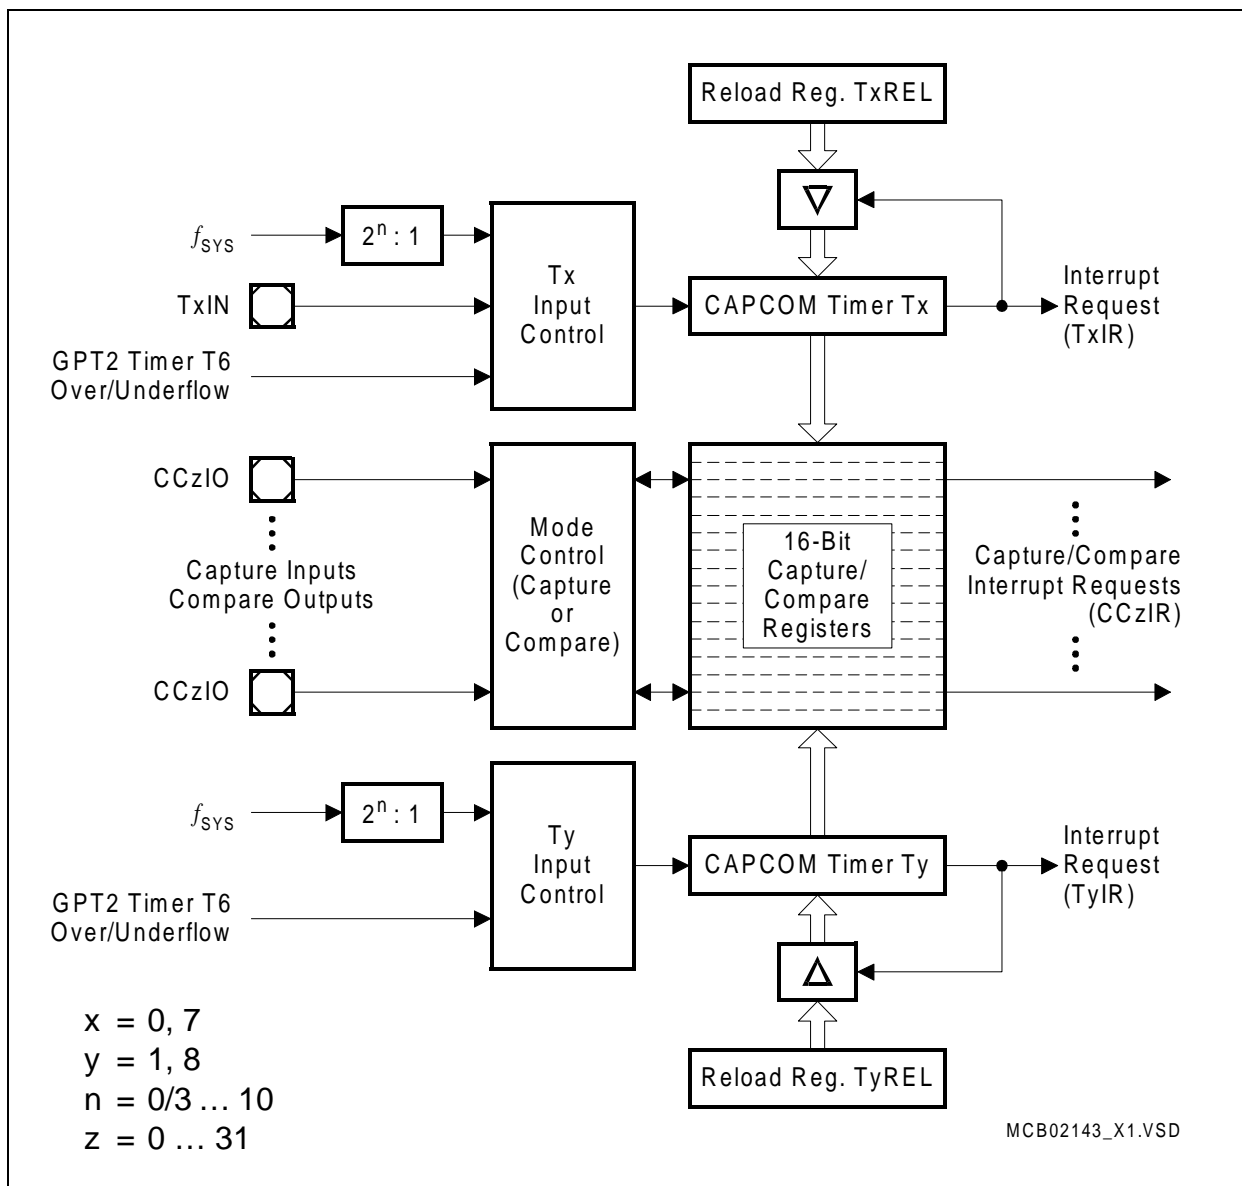 Reload Reg. TxREL
fSYS
2n : 1
Tx
Input
Control
TxIN
CAPCOM Timer Tx
Interrupt
Request
(TxIR)
GPT2 Timer T6
Over/Underflow
CCzIO
Capture Inputs
Compare Outputs
CCzIO
Mode
Control
(Capture
or
Compare)
16-Bit
Capture/
Compare
Registers
Capture/Compare
Interrupt Requests
(CCzIR)
fSYS
2n : 1
Ty
Input
Control
GPT2 Timer T6
Over/Underflow
CAPCOM Timer Ty
Interrupt
Request
(TyIR)
Reload Reg. TyREL
x = 0, 7
y = 1, 8
n = 0/3 ... 10
z = 0 ... 31
MCB02143_X1.VSD